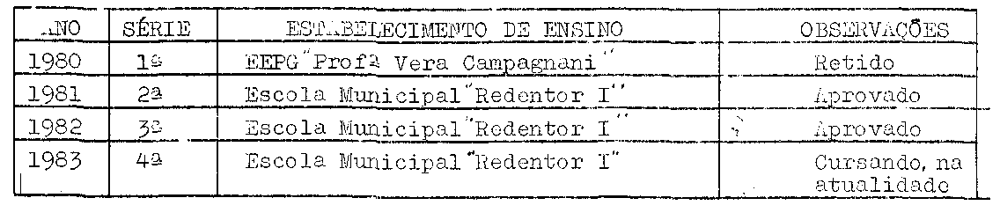 ANO SÉRIE ESTABELECIMENTO DE ENSINO OBSERVAÇÕES
1980 1ª EEPG "Profª Vera Campagnani" Retido
1981 2ª Escola Municipal "Redentor I" Aprovado
1982 3ª Escola Municipal "Redentor I" Aprovado
1983 4ª Escola Municipal "Redentor I" Cursando, na
atualidade